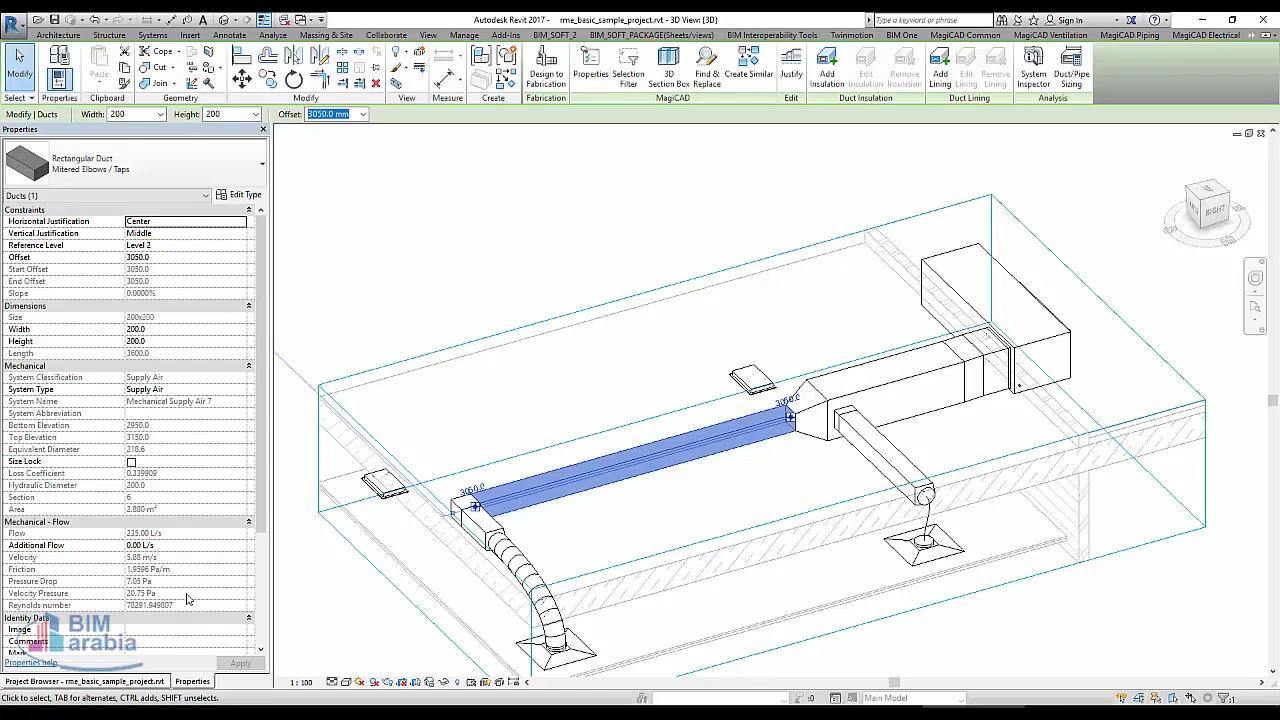 Autodesk Revit 2017 - rme_basic_sample_project.rvt - 3D View: {3D}
Type a keyword or phrase
Sign In
Architecture Structure Systems Insert Annotate Analyze Massing & Site Collaborate View Manage Add-Ins BIM_SOFT_2 BIM_SOFT_PACKAGE(Sheets/views) BIM Interoperability Tools Twinmotion BIM One MagiCAD Common MagiCAD Ventilation MagiCAD Piping MagiCAD Electrical
Modify
Select
Properties
Paste
Clipboard
Cope
Cut
Join
Geometry
Modify
View
Measure
Create
Design to Fabrication
Fabrication
Properties
Selection Filter
3D Section Box
Find & Replace
Create Similar
MagiCAD
Justify
Edit
Add Insulation
Edit Insulation
Remove Insulation
Duct Insulation
Add Lining
Edit Lining
Remove Lining
Duct Lining
System Inspector
Duct/Pipe Sizing
Analysis
Modify | Ducts Width: 200 Height: 200 Offset: 3050.0 mm
Properties
Rectangular Duct
Mitered Elbows / Taps
Ducts (1) Edit Type
Constraints
Horizontal Justification Center
Vertical Justification Middle
Reference Level Level 2
Offset 3050.0
Start Offset 3050.0
End Offset 3050.0
Slope 0.0000%
Dimensions
Size 200x200
Width 200.0
Height 200.0
Length 3600.0
Mechanical
System Classification Supply Air
System Type Supply Air
System Name Mechanical Supply Air 7
System Abbreviation
Bottom Elevation 2950.0
Top Elevation 3150.0
Equivalent Diameter 218.6
Size Lock
Loss Coefficient 0.339909
Hydraulic Diameter 200.0
Section 6
Area 2.880 m²
Mechanical - Flow
Flow 235.00 L/s
Additional Flow 0.00 L/s
Velocity 5.88 m/s
Friction 1.9596 Pa/m
Pressure Drop 7.05 Pa
Velocity Pressure 20.75 Pa
Reynolds number 78291.949807
Identity Data
Image
Comments
Properties help
Apply
BIM
arabia
3050.0
3050.0
RIGHT
Project Browser - rme_basic_sample_project.rvt Properties
1 : 100
Click to select, TAB for alternates, CTRL adds, SHIFT unselects.
:0
Main Model
:1